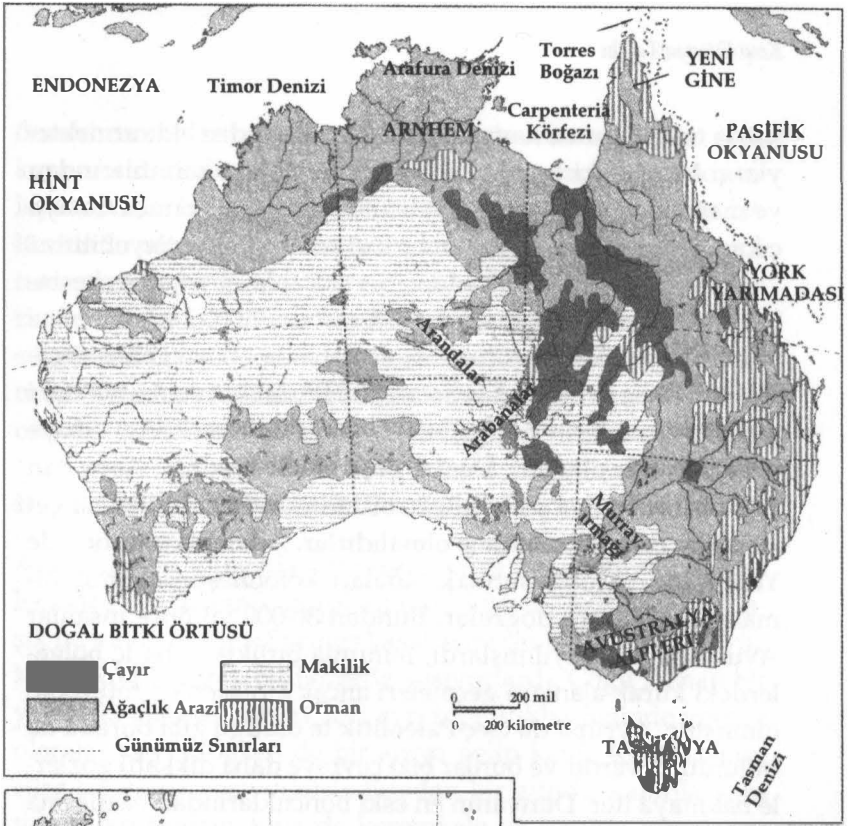 ENDONEZYA
Timor Denizi
Arafura Denizi
Torres
Boğazı
YENİ
GİNE
Carpenteria
Körfezi
ARNHEM
PASİFİK
OKYANUSU
HİNT
OKYANUSU
YORK
YARIMADASI
Arandalar
Arabanalar
Murray
Irmağı
AVUSTRALYA
ALPLERİ
DOĞAL BİTKİ ÖRTÜSÜ
Çayır
Makilik
Ağaçlık Arazi
Orman
Günümüz Sınırları
0 200 mil
0 200 kilometre
TASMANYA
Tasman
Denizi